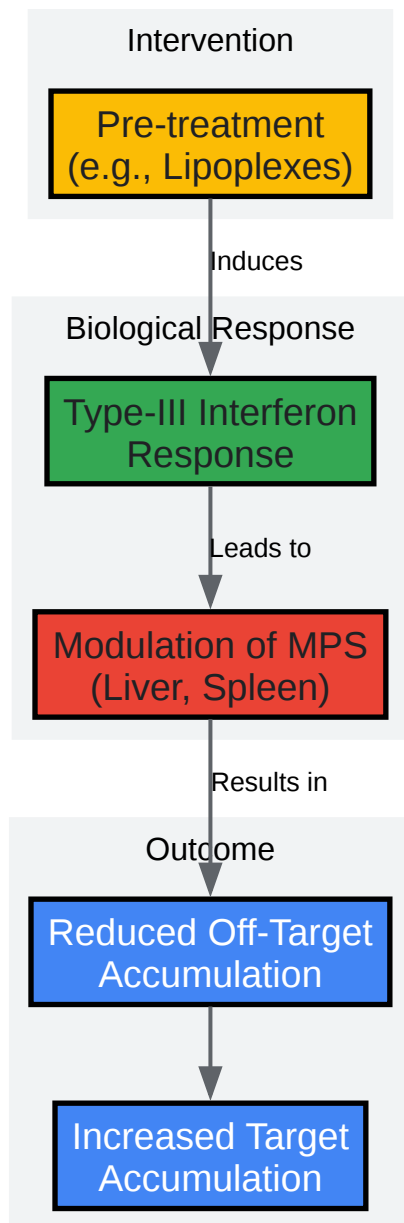 Intervention
Pre-treatment
(e.g., Lipoplexes)
Induces
Biological Response
Type-III Interferon
Response
Leads to
Modulation of MPS
(Liver, Spleen)
Results in
Outcome
Reduced Off-Target
Accumulation
Increased Target
Accumulation